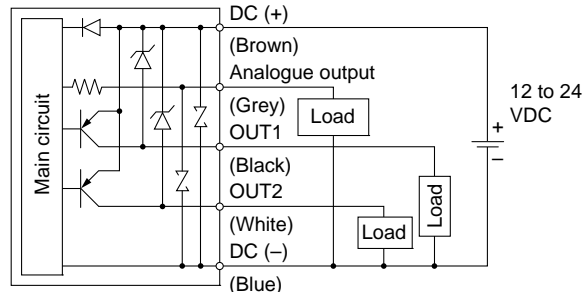 DC (+)
(Brown)
Analogue output
(Grey)
Load
OUT1
(Black)
OUT2
(White)
Load
Load
DC (–)
(Blue)
Main circuit
12 to 24
VDC
+
–